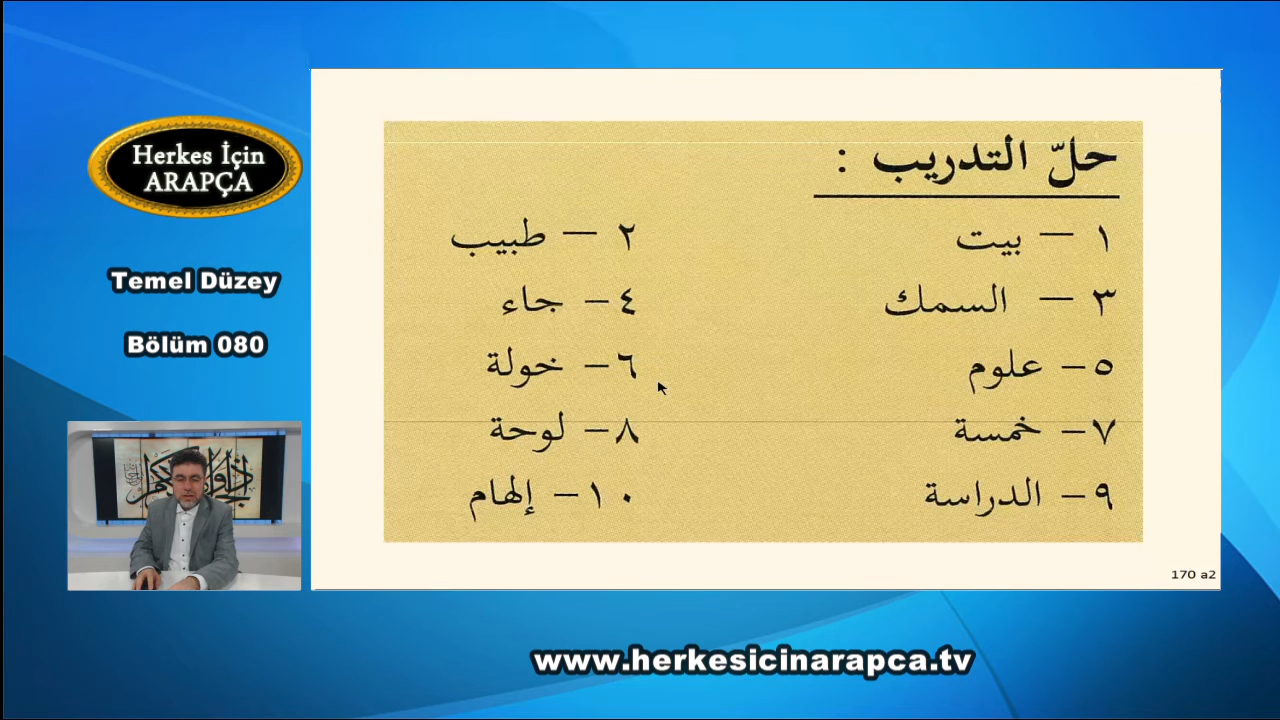 Herkes İçin
ARAPÇA
Temel Düzey
Bölüm 080
حلّ التدريب :
١ – بيت ٢ – طبيب
٣ – السمك ٤ – جاء
٥ – علوم ٦ – خولة
٧ – خمسة ٨ – لوحة
٩ – الدراسة ١٠ – إلهام
170 a2
www.herkesicinarapca.tv